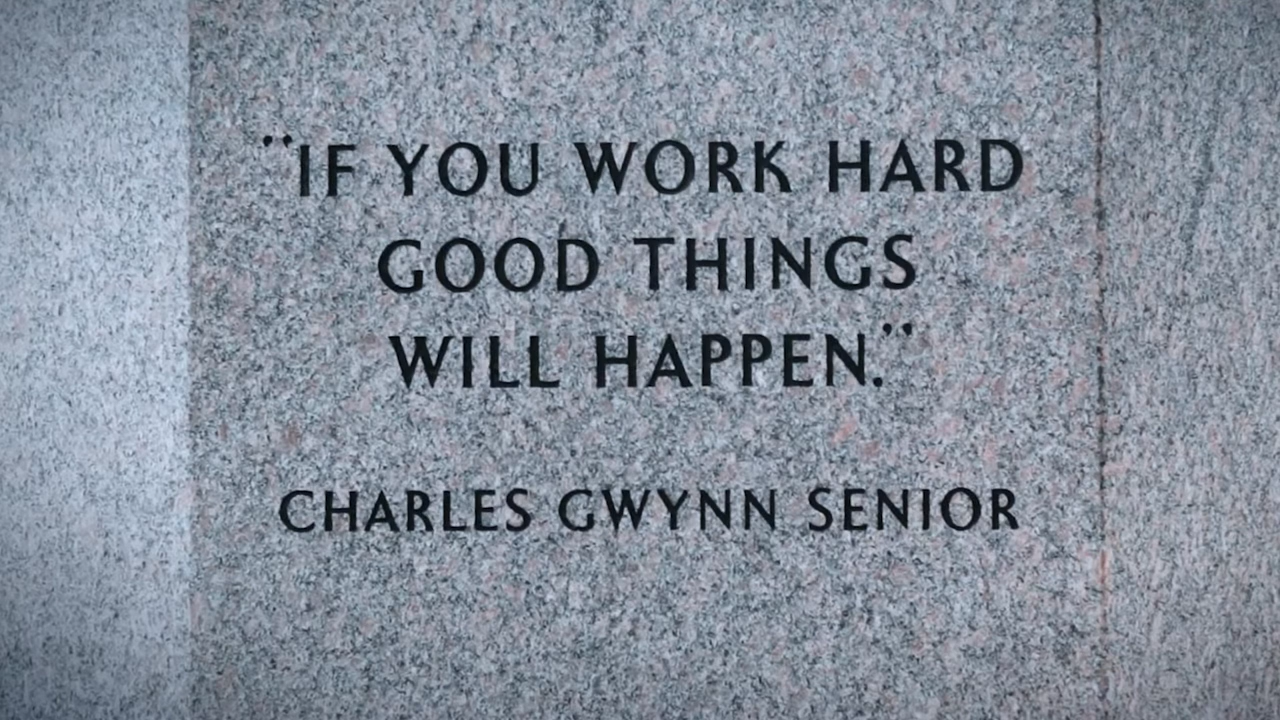 "IF YOU WORK HARD
GOOD THINGS
WILL HAPPEN."
CHARLES GWYNN SENIOR